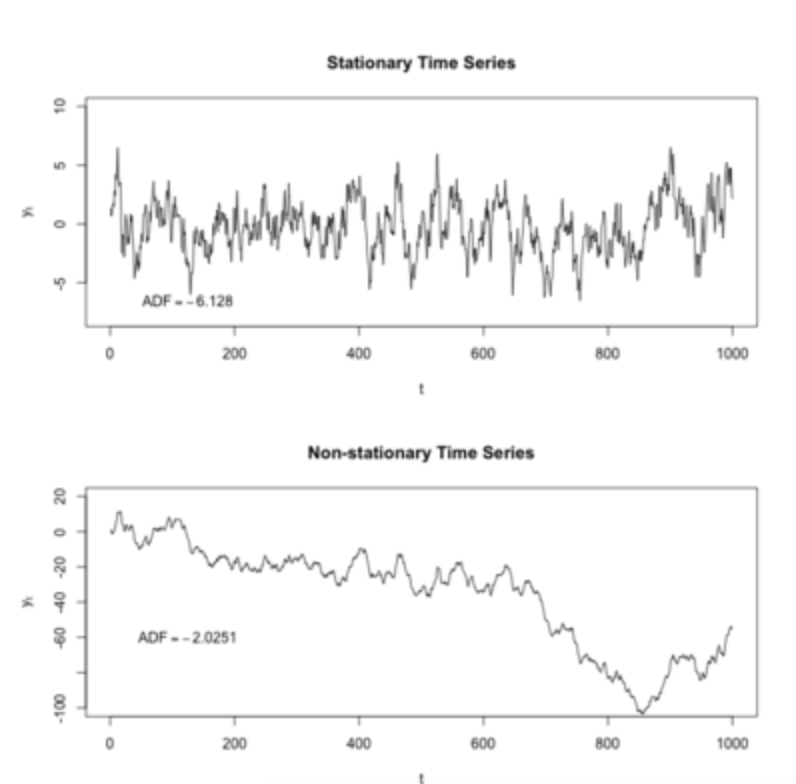 Stationary Time Series
10
5
0
-5
yt
ADF = −6.128
0 200 400 600 800 1000
t
Non-stationary Time Series
20
0
-20
-40
-60
-100
yt
ADF = −2.0251
0 200 400 600 800 1000
t